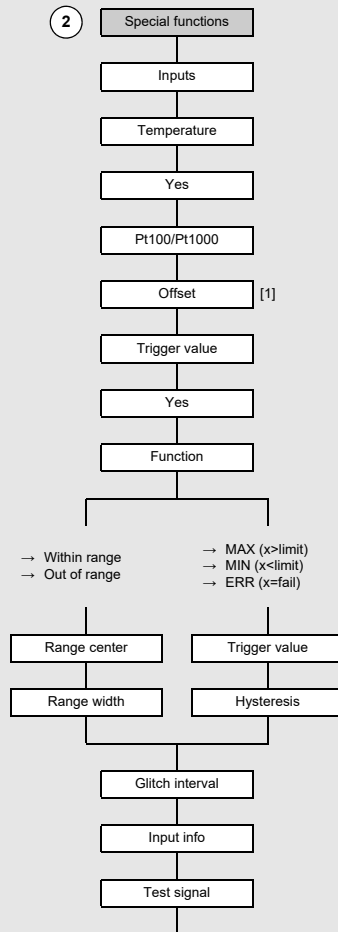 2 Special functions
Inputs
Temperature
Yes
Pt100/Pt1000
Offset [1]
Trigger value
Yes
Function
→ Within range
→ Out of range
→ MAX (x>limit)
→ MIN (x<limit)
→ ERR (x=fail)
Range center
Trigger value
Range width
Hysteresis
Glitch interval
Input info
Test signal